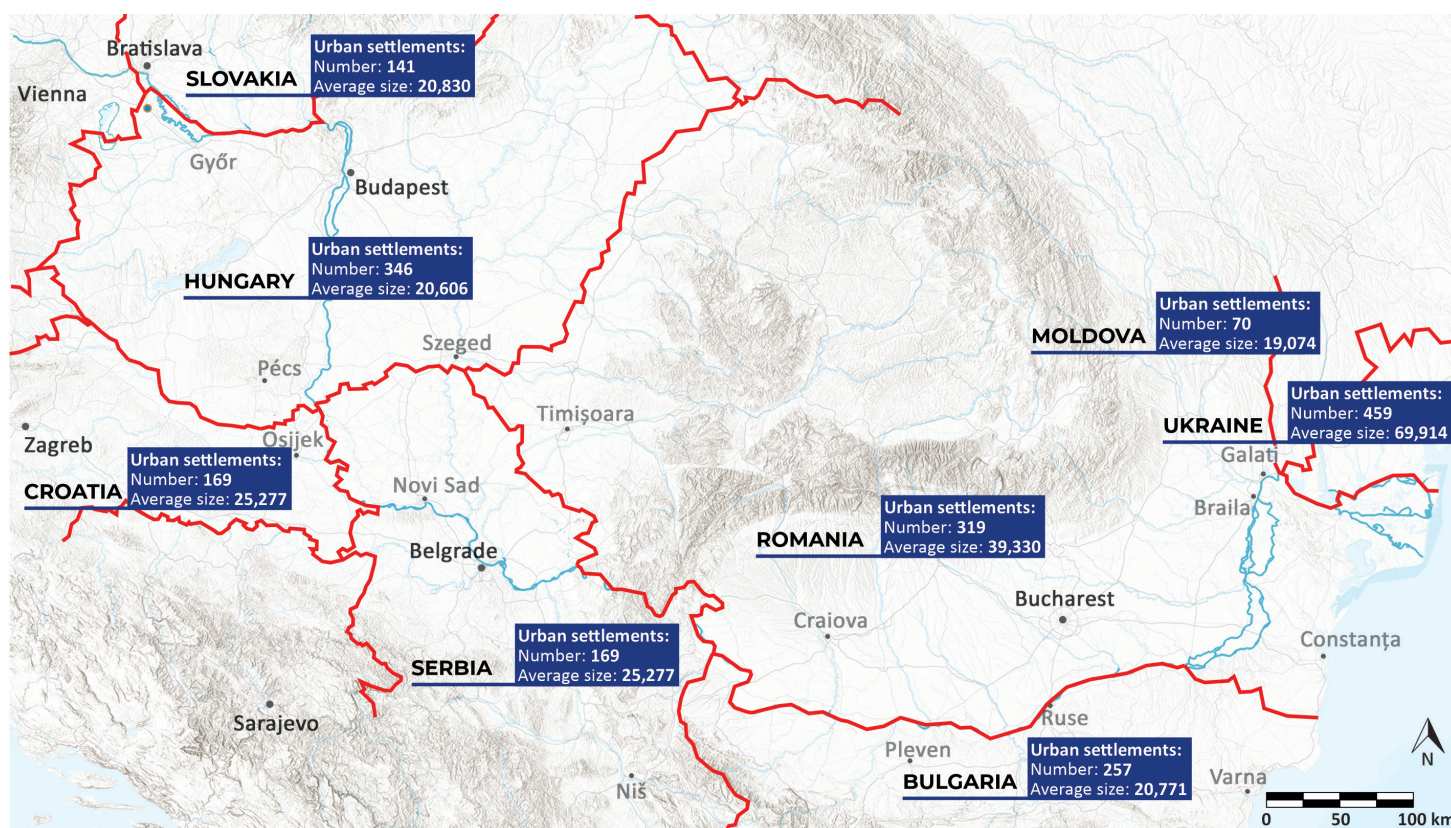 Bratislava
Vienna
SLOVAKIA
Urban settlements:
Number: 141
Average size: 20,830
Győr
Budapest
HUNGARY
Urban settlements:
Number: 346
Average size: 20,606
Szeged
Pécs
Timișoara
MOLDOVA
Urban settlements:
Number: 70
Average size: 19,074
UKRAINE
Urban settlements:
Number: 459
Average size: 69,914
Zagreb
Osijek
CROATIA
Urban settlements:
Number: 169
Average size: 25,277
Novi Sad
Belgrade
Galati
Braila
ROMANIA
Urban settlements:
Number: 319
Average size: 39,330
Craiova
Bucharest
Constanța
SERBIA
Urban settlements:
Number: 169
Average size: 25,277
Sarajevo
Niš
Ruse
Pleven
BULGARIA
Urban settlements:
Number: 257
Average size: 20,771
Varna
N
0 50 100 km